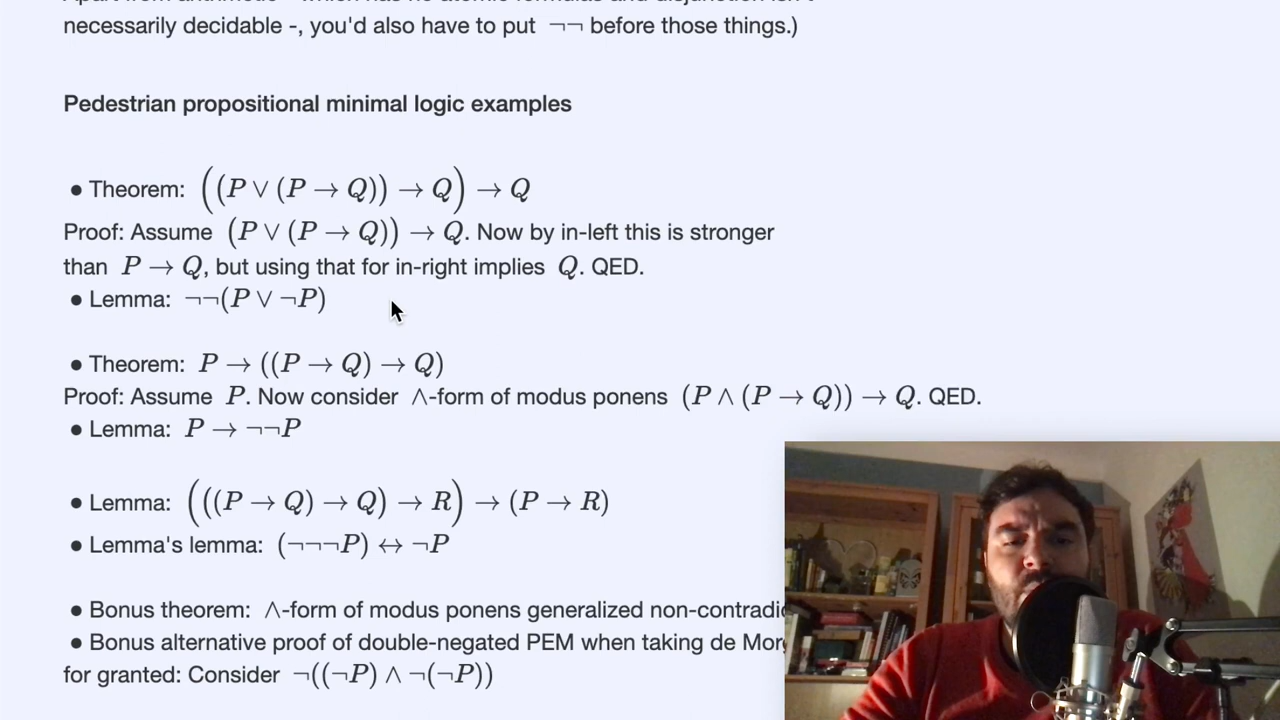 necessarily decidable -, you'd also have to put ¬¬ before those things.)
Pedestrian propositional minimal logic examples
• Theorem: ((P ∨ (P → Q)) → Q) → Q
Proof: Assume (P ∨ (P → Q)) → Q. Now by in-left this is stronger
than P → Q, but using that for in-right implies Q. QED.
• Lemma: ¬¬(P ∨ ¬P)
• Theorem: P → ((P → Q) → Q)
Proof: Assume P. Now consider ∧-form of modus ponens (P ∧ (P → Q)) → Q. QED.
• Lemma: P → ¬¬P
• Lemma: (((P → Q) → Q) → R) → (P → R)
• Lemma's lemma: (¬¬¬P) ↔ ¬P
• Bonus theorem: ∧-form of modus ponens generalized
• Bonus alternative proof of double-negated PEM when taking de
for granted: Consider ¬((¬P) ∧ ¬(¬P))